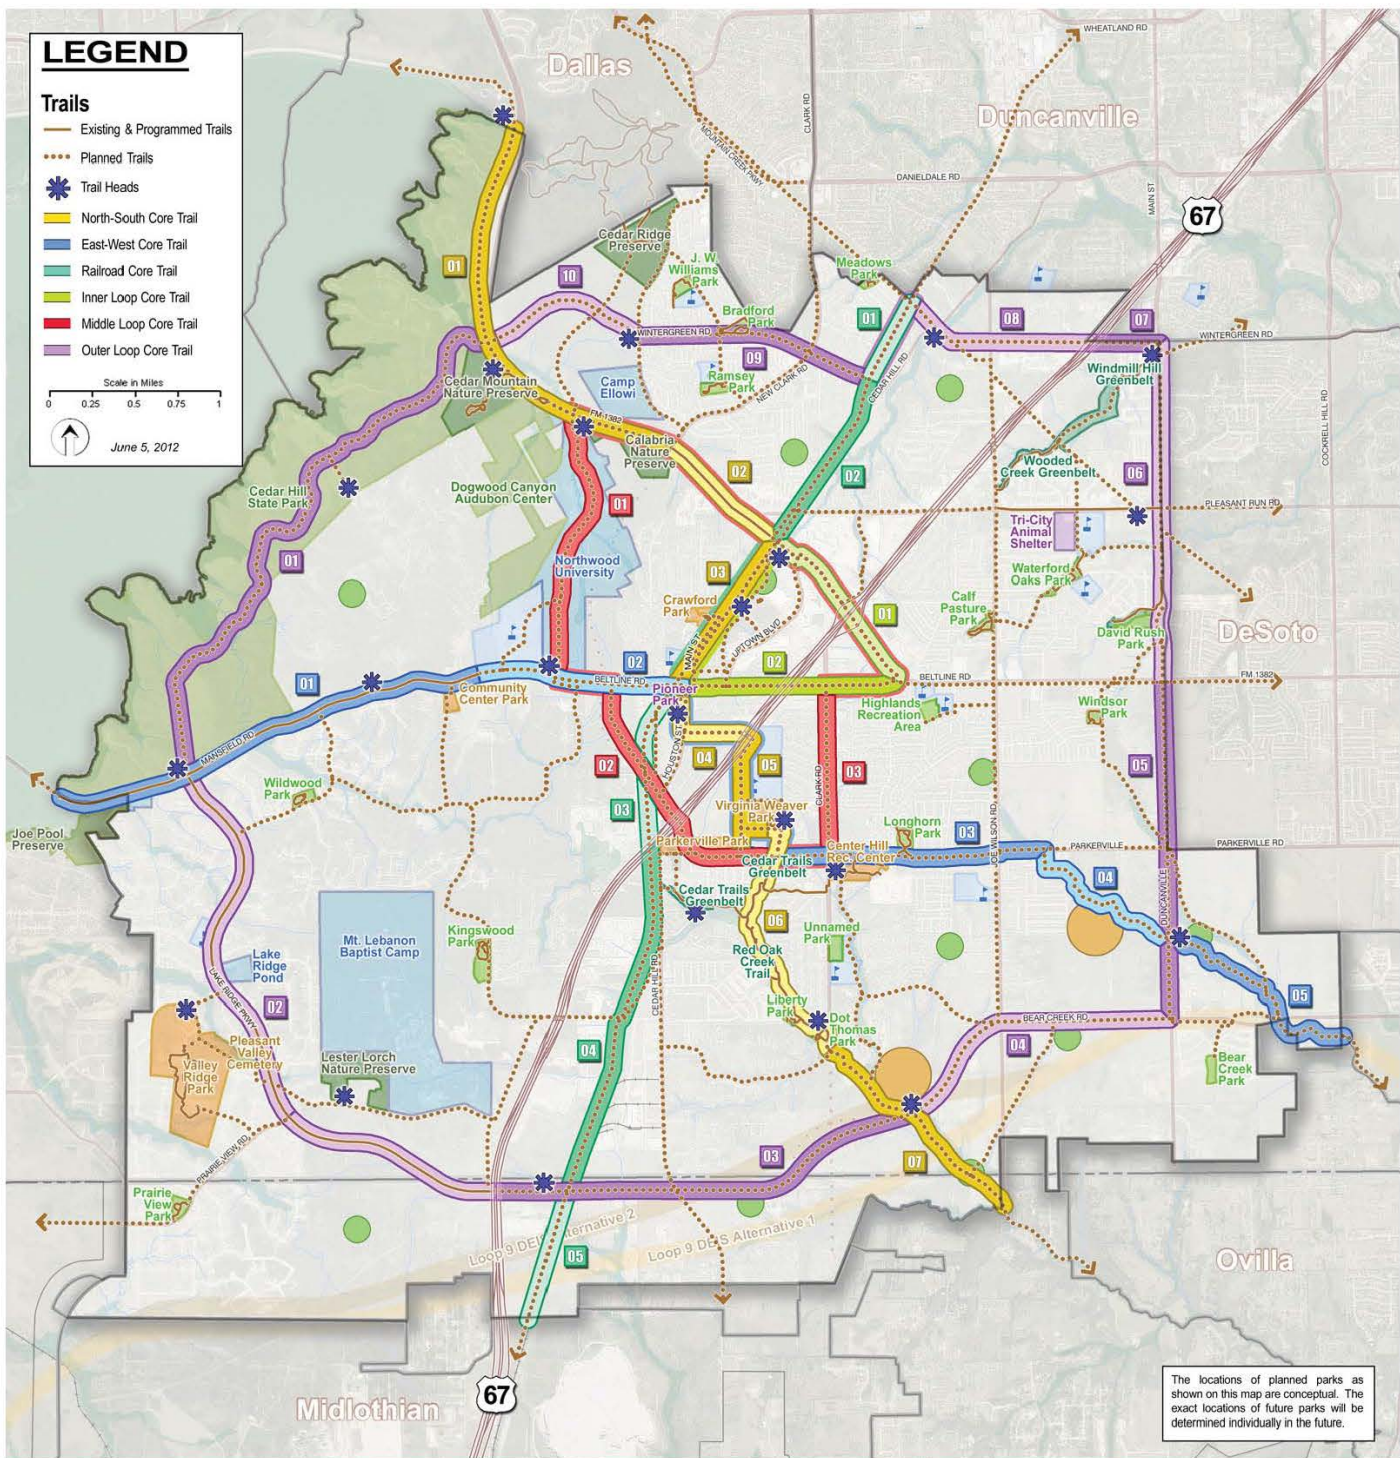 LEGEND
Trails
Existing & Programmed Trails
Planned Trails
Trail Heads
North-South Core Trail
East-West Core Trail
Railroad Core Trail
Inner Loop Core Trail
Middle Loop Core Trail
Outer Loop Core Trail
Scale in Miles
0 0.25 0.5 0.75 1
June 5, 2012
Dallas
WHEATLAND RD
Duncanville
CLARK RD
MOUNTAIN CREEK PKWY
DANIELDALE RD
MAIN ST
67
Cedar Ridge
Preserve
J. W.
Williams
Park
Meadows
Park
01
10
01
08
07
Bradford
Park
WINTERGREEN RD
WINTERGREEN RD
09
CEDAR HILL RD
Windmill Hill
Greenbelt
Cedar Mountain
Nature Preserve
Camp
Ellowi
Ramsey
Park
NEW CLARK RD
COCKRELL HILL RD
FM 1382
Calabria
Nature
Preserve
02
02
Wooded
Creek Greenbelt
06
Cedar Hill
State Park
Dogwood Canyon
Audubon Center
01
PLEASANT RUN RD
Tri-City
Animal
Shelter
01
Northwood
University
03
Waterford
Oaks Park
Crawford
Park
01
Calf
Pasture
Park
David Rush
Park
DeSoto
MAIN ST
UPTOWN BLVD
01
02
02
BELTLINE RD
BELTLINE RD
FM 1382
Community
Center Park
Pioneer
Park
Highlands
Recreation
Area
Windsor
Park
MANSFIELD RD
HOUSTON ST
04
05
02
03
CLARK RD
05
Wildwood
Park
03
Virginia Weaver
Park
Longhorn
Park
JOE WILSON RD
Joe Pool
Preserve
Parkerville Park
Center Hill
Rec. Center
03
PARKERVILLE
PARKERVILLE RD
Cedar Trails
Greenbelt
04
DUNCANVILLE
Cedar Trails
Greenbelt
06
Kingswood
Park
Mt. Lebanon
Baptist Camp
Unnamed
Park
Red Oak
Creek
Trail
Lake
Ridge
Pond
LAKE RIDGE PKWY
02
CEDAR HILL RD
05
Liberty
Park
Dot
Thomas
Park
BEAR CREEK RD
04
Pleasant
Valley
Cemetery
04
Valley
Ridge
Park
Lester Lorch
Nature Preserve
Bear
Creek
Park
PRAIRIE VIEW RD
03
07
Prairie
View
Park
Loop 9 DEIS Alternative 2
Loop 9 DEIS Alternative 1
05
Ovilla
67
Midlothian
The locations of planned parks as
shown on this map are conceptual. The
exact locations of future parks will be
determined individually in the future.